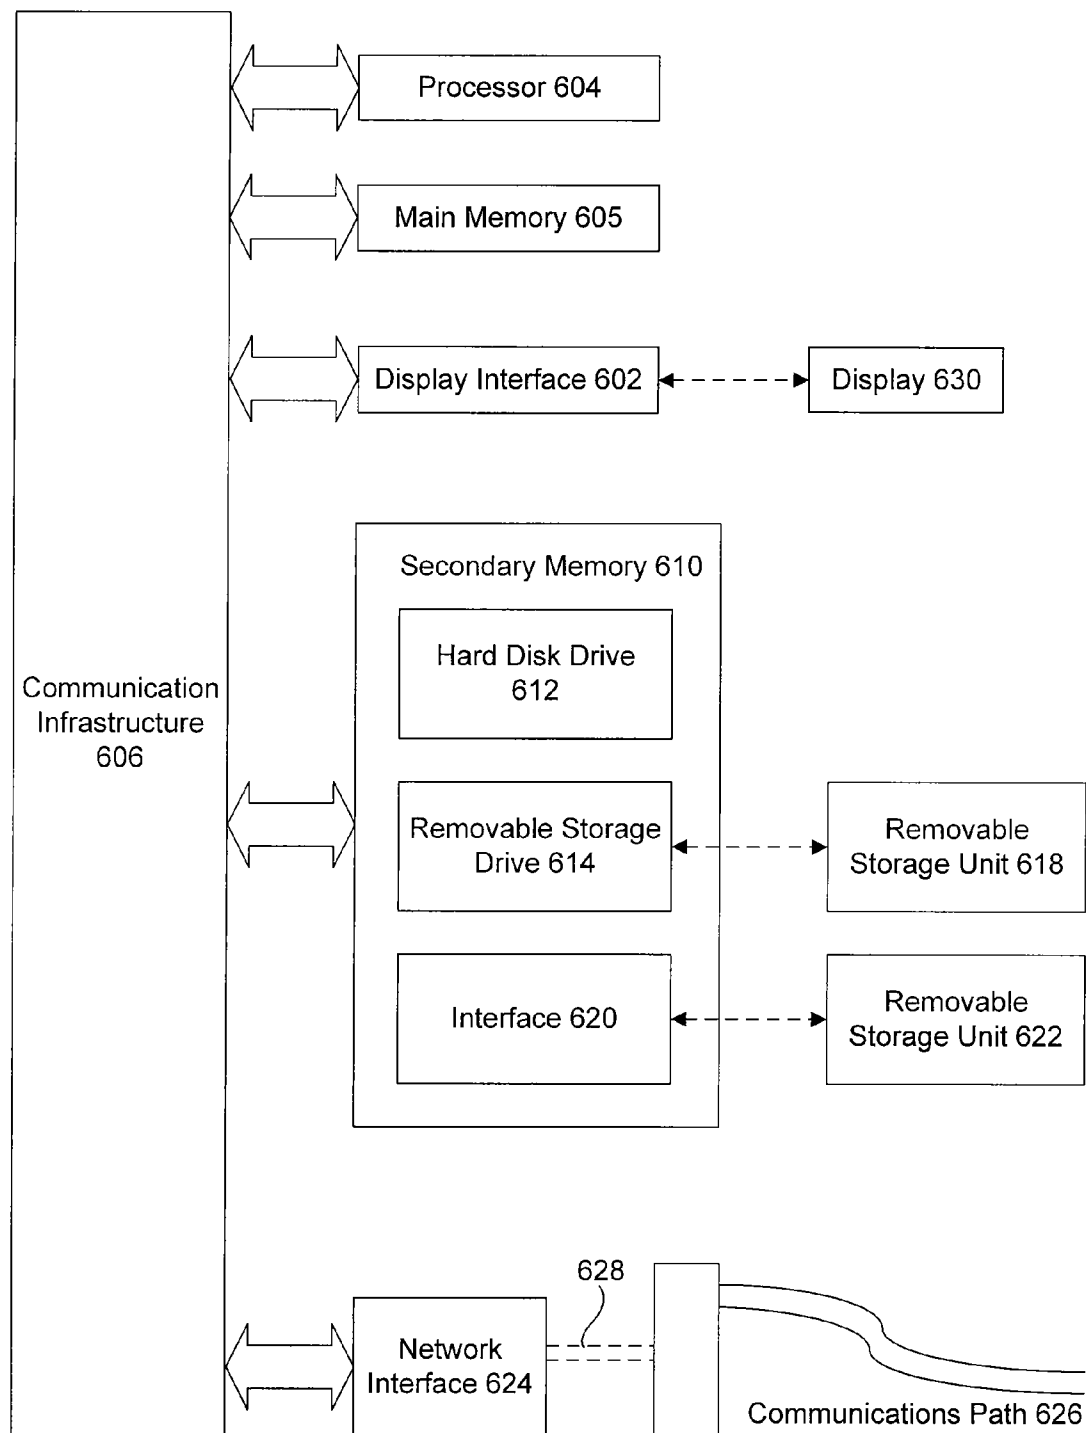 Processor 604
Main Memory 605
Display Interface 602
Display 630
Secondary Memory 610
Hard Disk Drive
612
Communication
Infrastructure
606
Removable Storage
Drive 614
Removable
Storage Unit 618
Interface 620
Removable
Storage Unit 622
628
Network
Interface 624
Communications Path 626